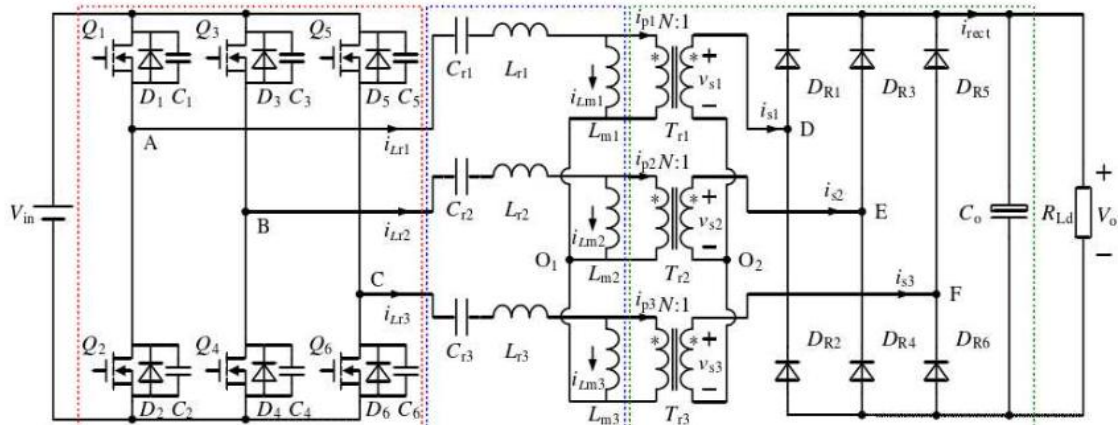 Q1 Q3 Q5
D1 C1 D3 C3 D5 C5
A
iLr1
Cr1 Lr1
iLm1
Lm1
ip1 N:1
* *
Tr1
+
vs1
−
is1
D
DR1 DR3 DR5
irect
Vin
B
iLr2
Cr2 Lr2
iLm2
Lm2
ip2 N:1
* *
Tr2
+
vs2
−
is2
E
Co
RLd
+
Vo
−
O1
O2
C
iLr3
Cr3 Lr3
iLm3
Lm3
ip3 N:1
* *
Tr3
+
vs3
−
is3
F
DR2 DR4 DR6
Q2 Q4 Q6
D2 C2 D4 C4 D6 C6